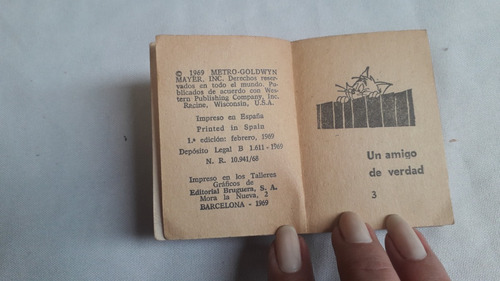 © 1969 METRO-GOLDWYN
MAYER, INC. Derechos reser-
vados en todo el mundo. Pu-
blicados de acuerdo con Wes-
tern Publishing Company, Inc.
Racine, Wisconsin, U.S.A.
Impreso en España
Printed in Spain
1.ª edición: febrero, 1969
Depósito Legal B 1.611 - 1969
N. R. 10,941/68
Impreso en los Talleres
Gráficos de
Editorial Bruguera, S. A.
Mora la Nueva, 2
BARCELONA - 1969
Un amigo
de verdad
3